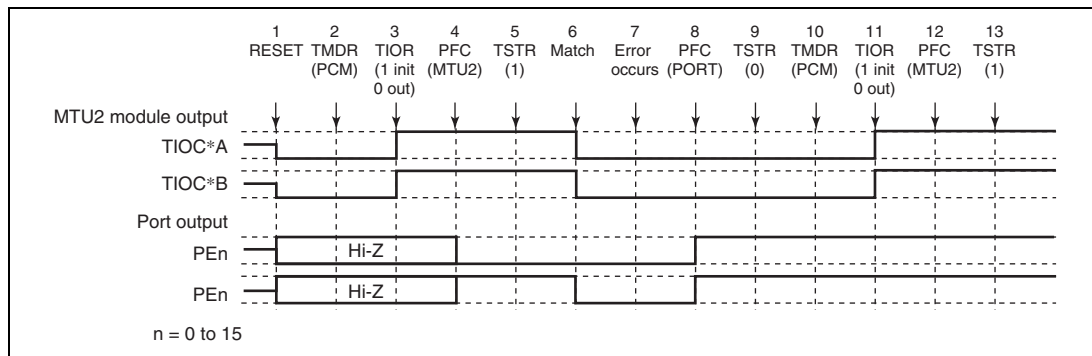 1 2 3 4 5 6 7 8 9 10 11 12 13
RESET TMDR TIOR PFC TSTR Match Error PFC TSTR TMDR TIOR PFC TSTR
(PCM) (1 init (MTU2) (1) occurs (PORT) (0) (PCM) (1 init (MTU2) (1)
0 out) 0 out)
MTU2 module output
TIOC*A
TIOC*B
Port output
PEn Hi-Z
PEn Hi-Z
n = 0 to 15